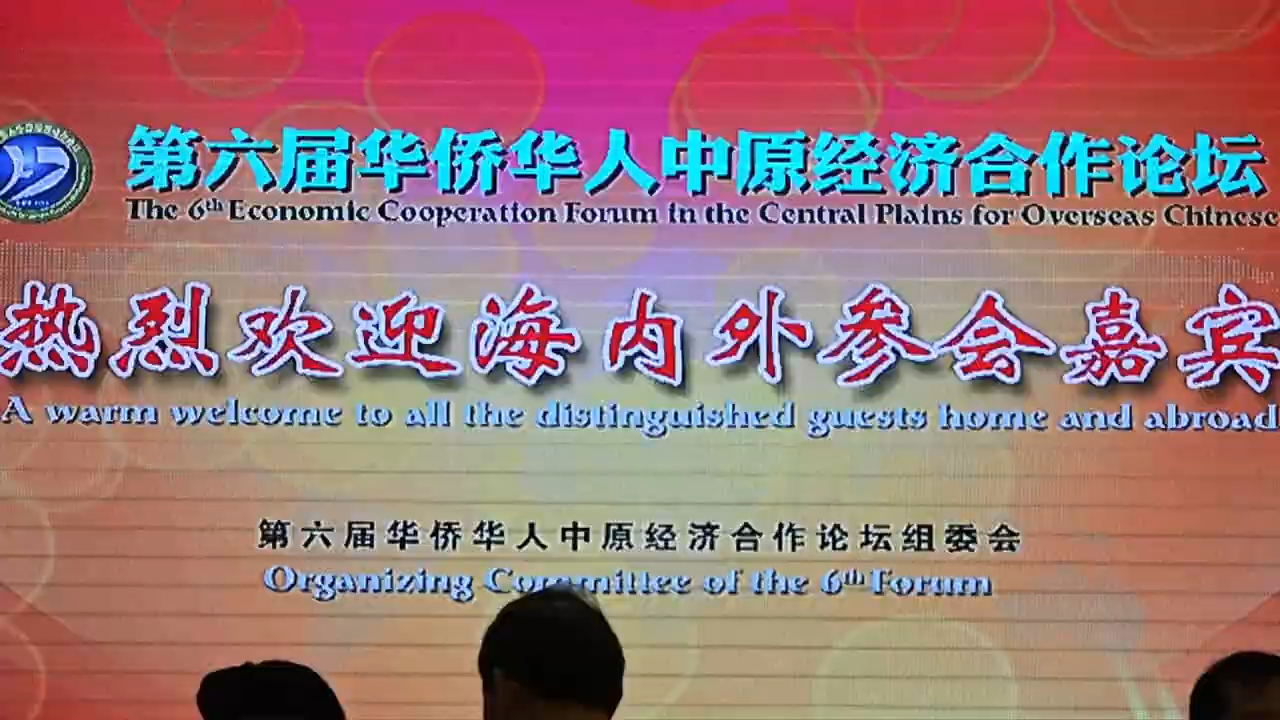 第六届华侨华人中原经济合作论坛
The 6th Economic Cooperation Forum in the Central Plains for Overseas Chinese
热烈欢迎海内外参会嘉宾
A warm welcome to all the distinguished guests home and abroad
第六届华侨华人中原经济合作论坛组委会
Organizing Committee of the 6th Forum